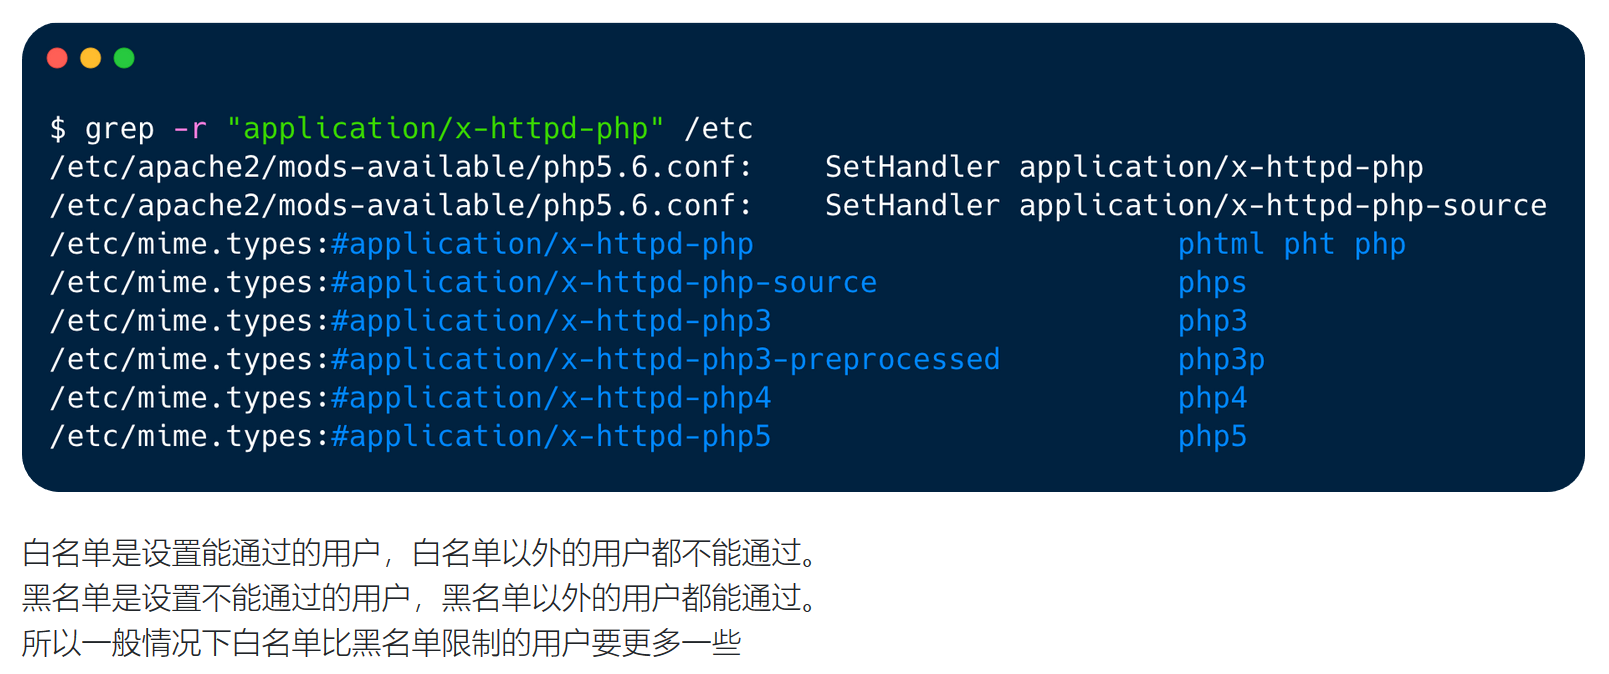 $ grep -r "application/x-httpd-php" /etc
/etc/apache2/mods-available/php5.6.conf:    SetHandler application/x-httpd-php
/etc/apache2/mods-available/php5.6.conf:    SetHandler application/x-httpd-php-source
/etc/mime.types:#application/x-httpd-php                        phtml pht php
/etc/mime.types:#application/x-httpd-php-source                 phps
/etc/mime.types:#application/x-httpd-php3                       php3
/etc/mime.types:#application/x-httpd-php3-preprocessed          php3p
/etc/mime.types:#application/x-httpd-php4                       php4
/etc/mime.types:#application/x-httpd-php5                       php5
白名单是设置能通过的用户，白名单以外的用户都不能通过。
黑名单是设置不能通过的用户，黑名单以外的用户都能通过。
所以一般情况下白名单比黑名单限制的用户要更多一些